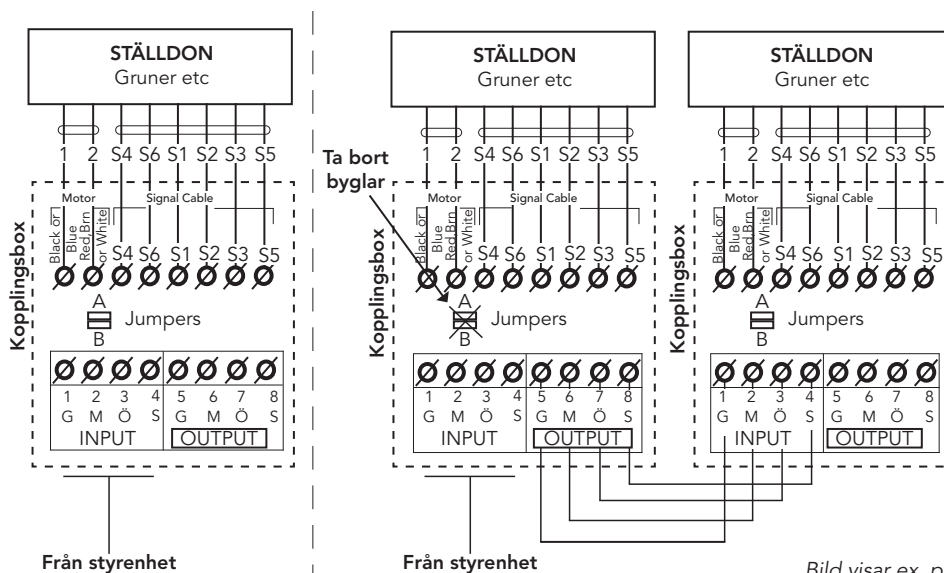 STÄLLDON
Gruner etc
1 2 S4 S6 S1 S2 S3 S5
Kopplingsbox
Motor
Signal Cable
Black or
Blue
Red,Brn
or White
S4 S6 S1 S2 S3 S5
A
Jumpers
B
1 2 3 4 5 6 7 8
G M Ö S G M Ö S
INPUT OUTPUT
Från styrenhet
STÄLLDON
Gruner etc
1 2 S4 S6 S1 S2 S3 S5
Ta bort
byglar
Kopplingsbox
Motor
Signal Cable
Black or
Blue
Red,Brn
or White
S4 S6 S1 S2 S3 S5
A
Jumpers
B
1 2 3 4 5 6 7 8
G M Ö S G M Ö S
INPUT OUTPUT
Från styrenhet
STÄLLDON
Gruner etc
1 2 S4 S6 S1 S2 S3 S5
Kopplingsbox
Motor
Signal Cable
Black or
Blue
Red,Brn
or White
S4 S6 S1 S2 S3 S5
A
Jumpers
B
1 2 3 4 5 6 7 8
G M Ö S G M Ö S
INPUT OUTPUT
Bild visar ex. p